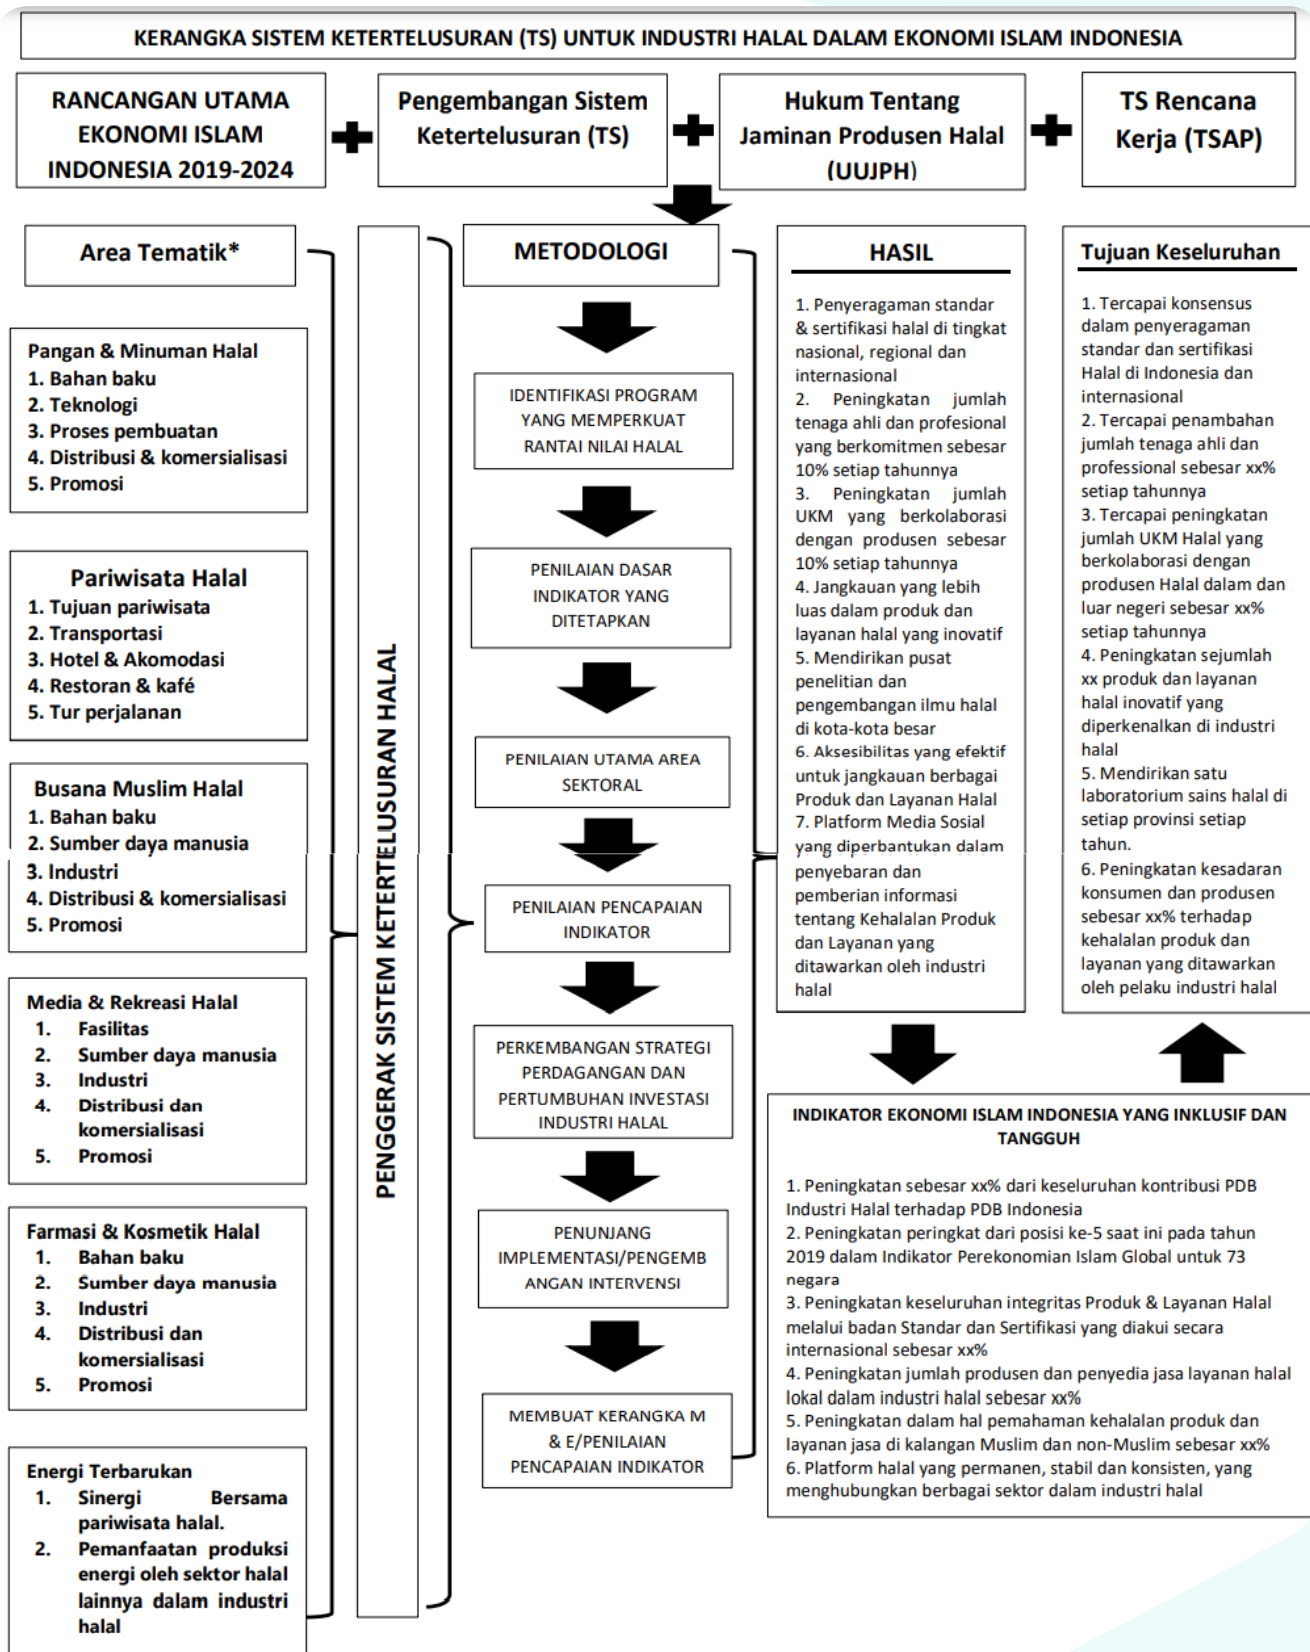 KERANGKA SISTEM KETERTELUSURAN (TS) UNTUK INDUSTRI HALAL DALAM EKONOMI ISLAM INDONESIA
RANCANGAN UTAMA
EKONOMI ISLAM
INDONESIA 2019-2024
Pengembangan Sistem
Ketertelusuran (TS)
Hukum Tentang
Jaminan Produsen Halal
(UUJPH)
TS Rencana
Kerja (TSAP)
Area Tematik*
Pangan & Minuman Halal
1. Bahan baku
2. Teknologi
3. Proses pembuatan
4. Distribusi & komersialisasi
5. Promosi
Pariwisata Halal
1. Tujuan pariwisata
2. Transportasi
3. Hotel & Akomodasi
4. Restoran & kafé
5. Tur perjalanan
Busana Muslim Halal
1. Bahan baku
2. Sumber daya manusia
3. Industri
4. Distribusi & komersialisasi
5. Promosi
Media & Rekreasi Halal
1. Fasilitas
2. Sumber daya manusia
3. Industri
4. Distribusi dan
komersialisasi
5. Promosi
Farmasi & Kosmetik Halal
1. Bahan baku
2. Sumber daya manusia
3. Industri
4. Distribusi dan
komersialisasi
5. Promosi
Energi Terbarukan
1. Sinergi Bersama
pariwisata halal.
2. Pemanfaatan produksi
energi oleh sektor halal
lainnya dalam industri
halal
PENGGERAK SISTEM KETERTELUSURAN HALAL
METODOLOGI
IDENTIFIKASI PROGRAM
YANG MEMPERKUAT
RANTAI NILAI HALAL
PENILAIAN DASAR
INDIKATOR YANG
DITETAPKAN
PENILAIAN UTAMA AREA
SEKTORAL
PENILAIAN PENCAPAIAN
INDIKATOR
PERKEMBANGAN STRATEGI
PERDAGANGAN DAN
PERTUMBUHAN INVESTASI
INDUSTRI HALAL
PENUNJANG
IMPLEMENTASI/PENGEMB
ANGAN INTERVENSI
MEMBUAT KERANGKA M
& E/PENILAIAN
PENCAPAIAN INDIKATOR
HASIL
1. Penyeragaman standar
& sertifikasi halal di tingkat
nasional, regional dan
internasional
2. Peningkatan jumlah
tenaga ahli dan profesional
yang berkomitmen sebesar
10% setiap tahunnya
3. Peningkatan jumlah
UKM yang berkolaborasi
dengan produsen sebesar
10% setiap tahunnya
4. Jangkauan yang lebih
luas dalam produk dan
layanan halal yang inovatif
5. Mendirikan pusat
penelitian dan
pengembangan ilmu halal
di kota-kota besar
6. Aksesibilitas yang efektif
untuk jangkauan berbagai
Produk dan Layanan Halal
7. Platform Media Sosial
yang diperbantukan dalam
penyebaran dan
pemberian informasi
tentang Kehalalan Produk
dan Layanan yang
ditawarkan oleh industri
halal
Tujuan Keseluruhan
1. Tercapai konsensus
dalam penyeragaman
standar dan sertifikasi
Halal di Indonesia dan
internasional
2. Tercapai penambahan
jumlah tenaga ahli dan
professional sebesar xx%
setiap tahunnya
3. Tercapai peningkatan
jumlah UKM Halal yang
berkolaborasi dengan
produsen Halal dalam dan
luar negeri sebesar xx%
setiap tahunnya
4. Peningkatan sejumlah
xx produk dan layanan
halal inovatif yang
diperkenalkan di industri
halal
5. Mendirikan satu
laboratorium sains halal di
setiap provinsi setiap
tahun.
6. Peningkatan kesadaran
konsumen dan produsen
sebesar xx% terhadap
kehalalan produk dan
layanan yang ditawarkan
oleh pelaku industri halal
INDIKATOR EKONOMI ISLAM INDONESIA YANG INKLUSIF DAN
TANGGUH
1. Peningkatan sebesar xx% dari keseluruhan kontribusi PDB
Industri Halal terhadap PDB Indonesia
2. Peningkatan peringkat dari posisi ke-5 saat ini pada tahun
2019 dalam Indikator Perekonomian Islam Global untuk 73
negara
3. Peningkatan keseluruhan integritas Produk & Layanan Halal
melalui badan Standar dan Sertifikasi yang diakui secara
internasional sebesar xx%
4. Peningkatan jumlah produsen dan penyedia jasa layanan halal
lokal dalam industri halal sebesar xx%
5. Peningkatan dalam hal pemahaman kehalalan produk dan
layanan jasa di kalangan Muslim dan non-Muslim sebesar xx%
6. Platform halal yang permanen, stabil dan konsisten, yang
menghubungkan berbagai sektor dalam industri halal